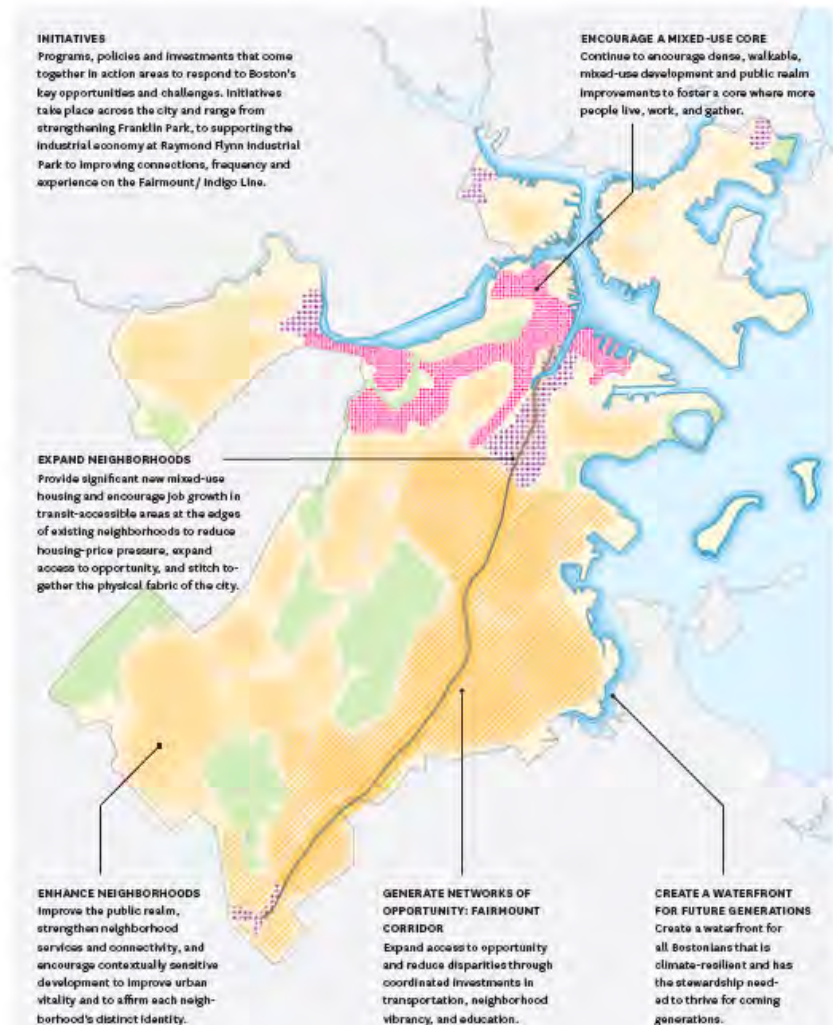 INITIATIVES
Programs, policies and investments that come
together in action areas to respond to Boston's
key opportunities and challenges. Initiatives
take place across the city and range from
strengthening Franklin Park, to supporting the
industrial economy at Raymond Flynn Industrial
Park to improving connections, frequency and
experience on the Fairmount/ Indigo Line.
ENCOURAGE A MIXED-USE CORE
Continue to encourage dense, walkable,
mixed-use development and public realm
improvements to foster a core where more
people live, work, and gather.
EXPAND NEIGHBORHOODS
Provide significant new mixed-use
housing and encourage job growth in
transit-accessible areas at the edges
of existing neighborhoods to reduce
housing-price pressure, expand
access to opportunity, and stitch to-
gether the physical fabric of the city.
ENHANCE NEIGHBORHOODS
Improve the public realm,
strengthen neighborhood
services and connectivity, and
encourage contextually sensitive
development to improve urban
vitality and to affirm each neigh-
borhood's distinct identity.
GENERATE NETWORKS OF
OPPORTUNITY: FAIRMOUNT
CORRIDOR
Expand access to opportunity
and reduce disparities through
coordinated investments in
transportation, neighborhood
vibrancy, and education.
CREATE A WATERFRONT
FOR FUTURE GENERATIONS
Create a waterfront for
all Bostonians that is
climate-resilient and has
the stewardship need-
ed to thrive for coming
generations.